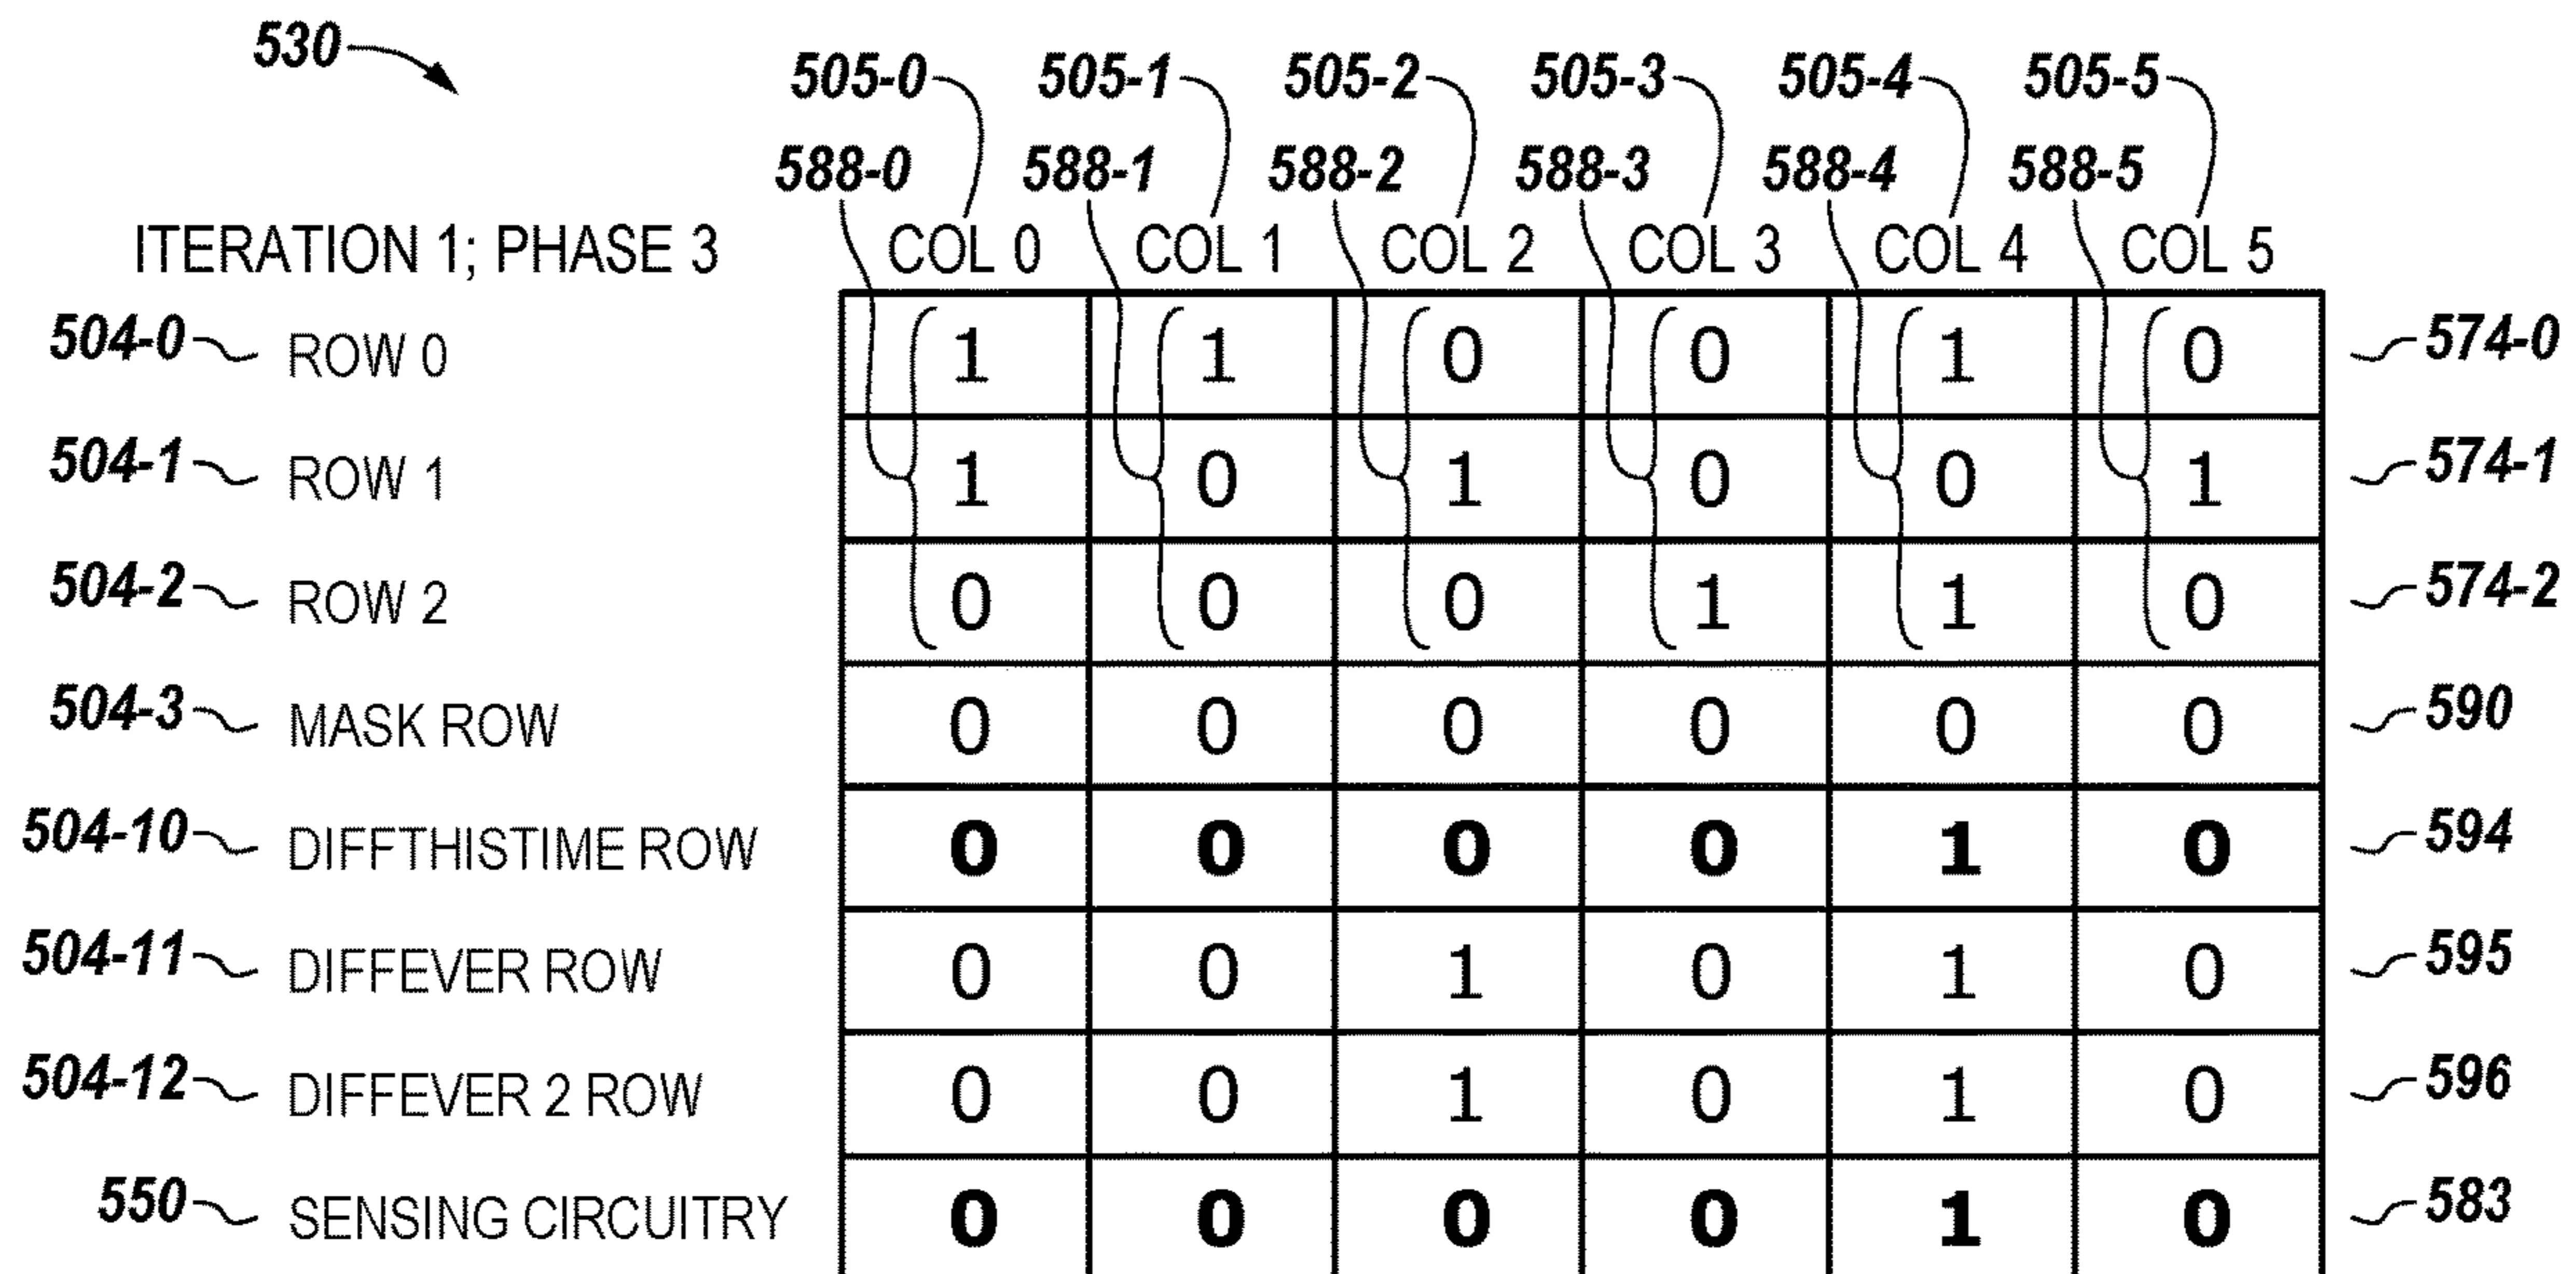 530
505-0 505-1 505-2 505-3 505-4 505-5
588-0 588-1 588-2 588-3 588-4 588-5
ITERATION 1; PHASE 3 COL 0 COL 1 COL 2 COL 3 COL 4 COL 5
504-0 ROW 0 1 1 0 0 1 0 574-0
504-1 ROW 1 1 0 1 0 0 1 574-1
504-2 ROW 2 0 0 0 1 1 0 574-2
504-3 MASK ROW 0 0 0 0 0 0 590
504-10 DIFFTHISTIME ROW 0 0 0 0 1 0 594
504-11 DIFFEVER ROW 0 0 1 0 1 0 595
504-12 DIFFEVER 2 ROW 0 0 1 0 1 0 596
550 SENSING CIRCUITRY 0 0 0 0 1 0 583